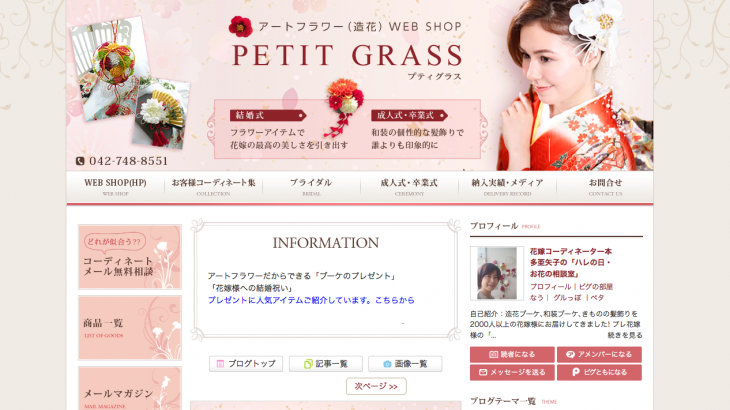 アートフラワー(造花) WEB SHOP
PETIT GRASS
プティグラス
結婚式
フラワーアイテムで
花嫁の最高の美しさを引き出す
成人式・卒業式
和装の個性的な髪飾りで
誰よりも印象的に
042-748-8551
WEB SHOP(HP)
WEB SHOP
お客様コーディネート集
COLLECTION
ブライダル
BRIDAL
成人式・卒業式
CEREMONY
納入実績・メディア
DELIVERY RECORD
お問合せ
CONTACT US
どれが似合う??
コーディネート
メール無料相談
商品一覧
LIST OF GOODS
メールマガジン
MAIL MAGAZINE
INFORMATION
アートフラワーだからできる「ブーケのプレゼント」
「花嫁様への結婚祝い」
プレゼントに人気アイテムご紹介しています。こちらから
ブログトップ
記事一覧
画像一覧
次ページ >>
プロフィール PROFILE
花嫁コーディネーター本
多亜矢子の「ハレの日・
お花の相談室」
プロフィール | ピグの部屋
なう | グルっぽ | ペタ
自己紹介：造花ブーケ、和装ブーケ、きものの髪飾りを
2000人以上の花嫁様にお届けしてきました! プレ花嫁
様の「...
続きを見る
読者になる
アメンバーになる
メッセージを送る
ピグともになる
ブログテーマ一覧 THEME